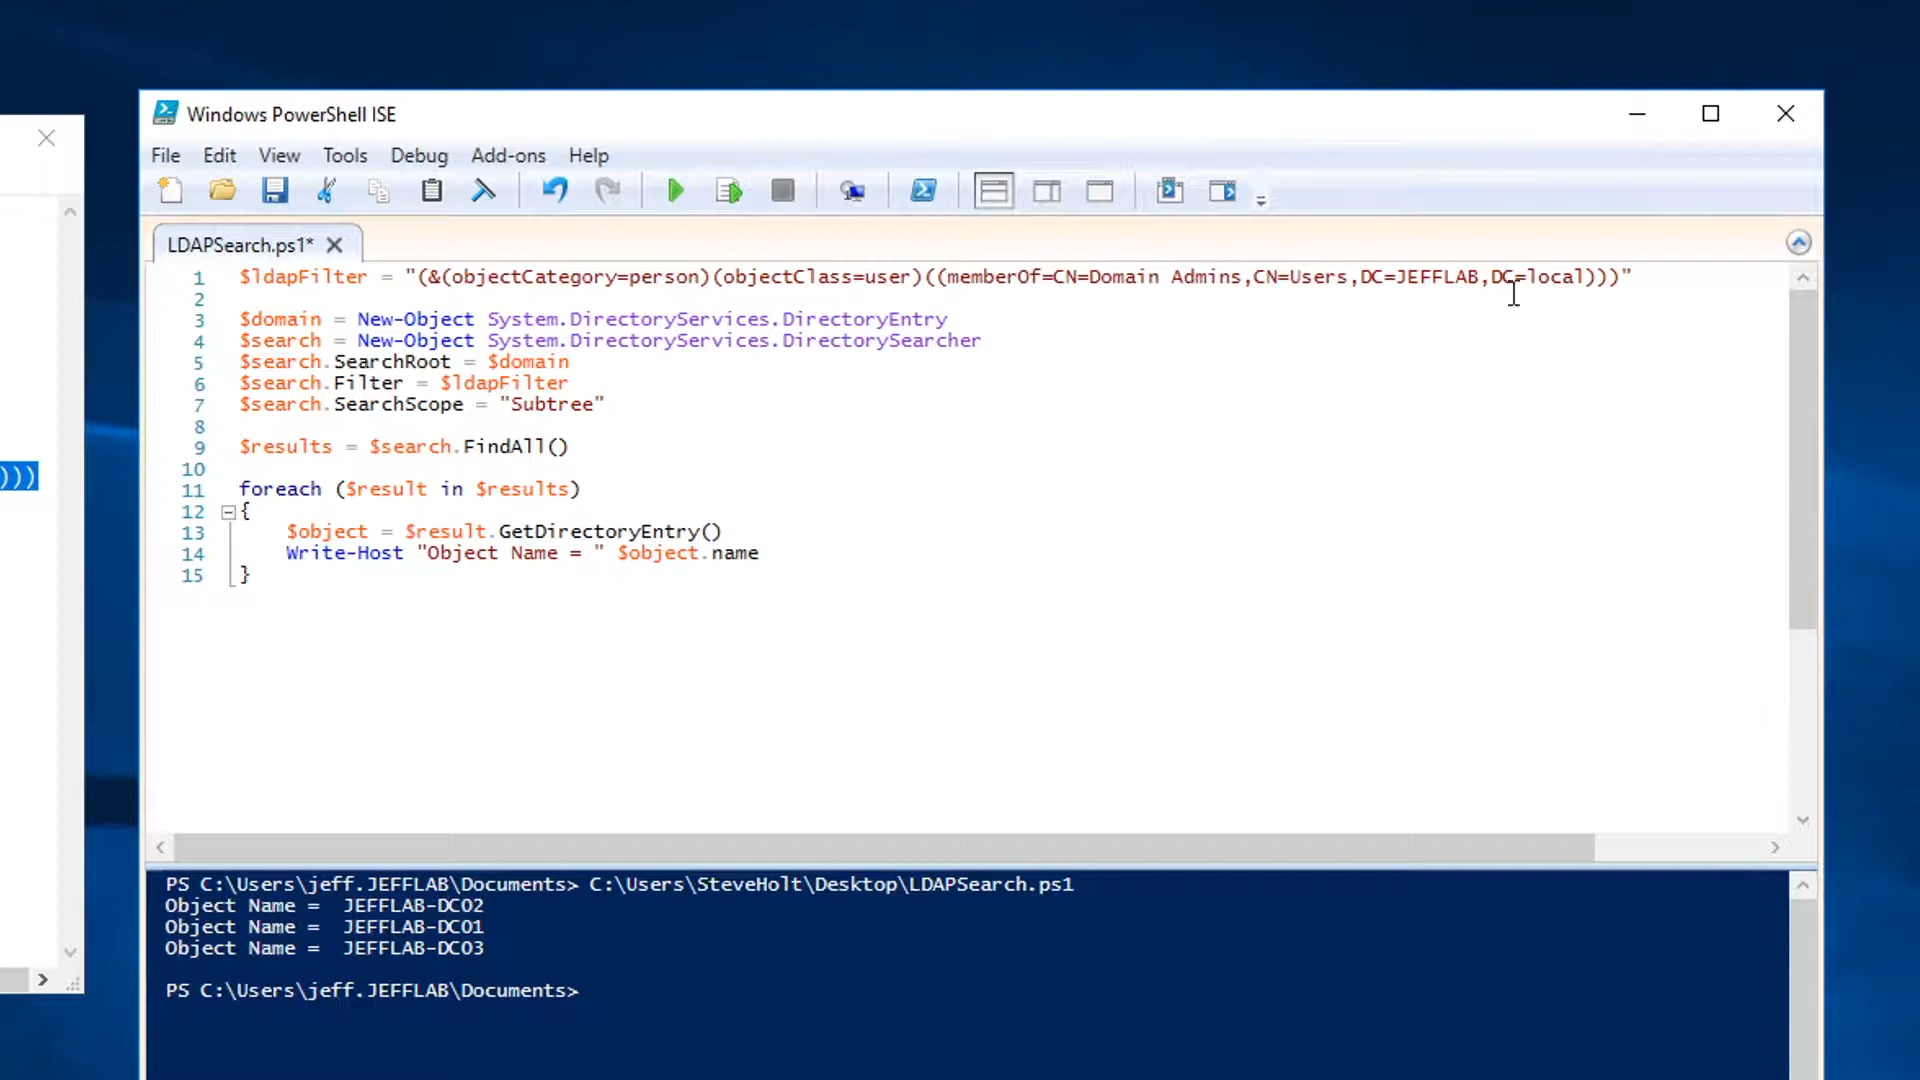 Windows PowerShell ISE
File Edit View Tools Debug Add-ons Help
LDAPSearch.ps1*
)))
1 $ldapFilter = "(&(objectCategory=person)(objectClass=user)((memberOf=CN=Domain Admins,CN=Users,DC=JEFFLAB,DC=local)))"
2
3 $domain = New-Object System.DirectoryServices.DirectoryEntry
4 $search = New-Object System.DirectoryServices.DirectorySearcher
5 $search.SearchRoot = $domain
6 $search.Filter = $ldapFilter
7 $search.SearchScope = "Subtree"
8
9 $results = $search.FindAll()
10
11 foreach ($result in $results)
12 {
13 $object = $result.GetDirectoryEntry()
14 Write-Host "Object Name = " $object.name
15 }
PS C:\Users\jeff.JEFFLAB\Documents> C:\Users\SteveHolt\Desktop\LDAPSearch.ps1
Object Name =  JEFFLAB-DC02
Object Name =  JEFFLAB-DC01
Object Name =  JEFFLAB-DC03
PS C:\Users\jeff.JEFFLAB\Documents>